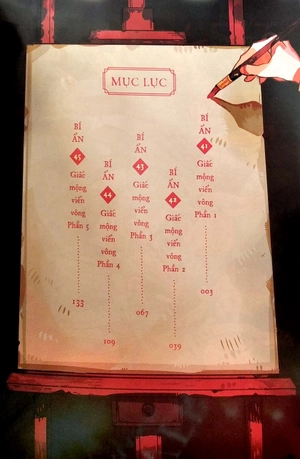 MỤC LỤC
BÍ
ẨN
41
Giấc
mộng
viển
vông
Phần 1
003
BÍ
ẨN
42
Giấc
mộng
viển
vông
Phần 2
039
BÍ
ẨN
43
Giấc
mộng
viển
vông
Phần 3
067
BÍ
ẨN
44
Giấc
mộng
viển
vông
Phần 4
109
BÍ
ẨN
45
Giấc
mộng
viển
vông
Phần 5
133